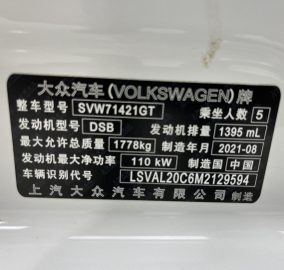 大众汽车(VOLKSWAGEN)牌
整车型号 SVW71421GT 乘坐人数 5
发动机型号 DSB 发动机排量 1395 mL
最大允许总质量 1778kg 制造年月 2021-08
发动机最大净功率 110 kW 制造国 中国
车辆识别代号 LSVAL20C6M2129594
上汽大众汽车有限公司 制造